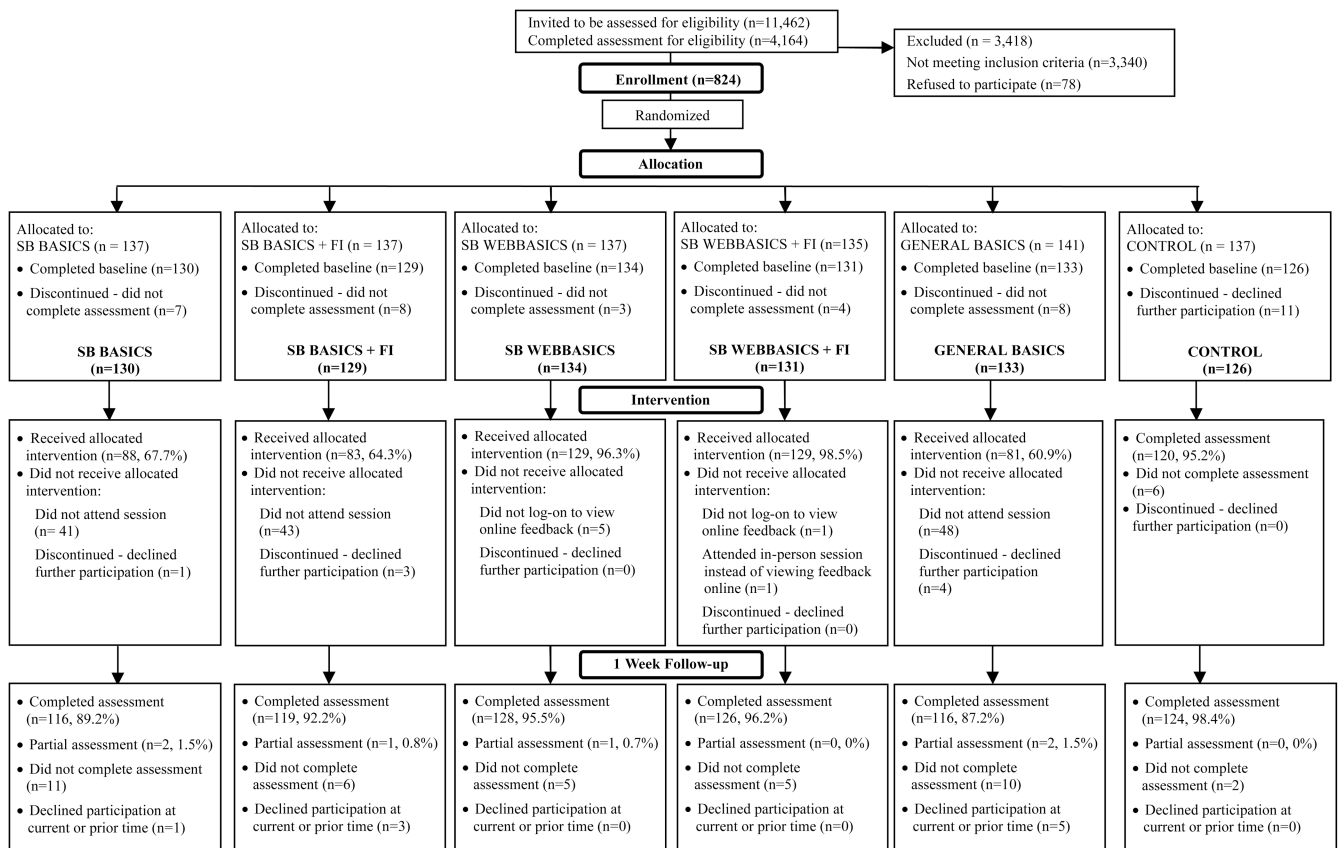 Invited to be assessed for eligibility (n=11,462)
Completed assessment for eligibility (n=4,164)
Excluded (n = 3,418)
Not meeting inclusion criteria (n=3,340)
Refused to participate (n=78)
Enrollment (n=824)
Randomized
Allocation
Allocated to:
SB BASICS (n = 137)
• Completed baseline (n=130)
• Discontinued - did not
complete assessment (n=7)
SB BASICS
(n=130)
Allocated to:
SB BASICS + FI (n = 137)
• Completed baseline (n=129)
• Discontinued - did not
complete assessment (n=8)
SB BASICS + FI
(n=129)
Allocated to:
SB WEBBASICS (n = 137)
• Completed baseline (n=134)
• Discontinued - did not
complete assessment (n=3)
SB WEBBASICS
(n=134)
Allocated to:
SB WEBBASICS + FI (n=135)
• Completed baseline (n=131)
• Discontinued - did not
complete assessment (n=4)
SB WEBBASICS + FI
(n=131)
Allocated to:
GENERAL BASICS (n = 141)
• Completed baseline (n=133)
• Discontinued - did not
complete assessment (n=8)
GENERAL BASICS
(n=133)
Allocated to:
CONTROL (n = 137)
• Completed baseline (n=126)
• Discontinued - declined
further participation (n=11)
CONTROL
(n=126)
Intervention
• Received allocated
intervention (n=88, 67.7%)
• Did not receive allocated
intervention:
Did not attend session
(n= 41)
Discontinued - declined
further participation (n=1)
• Received allocated
intervention (n=83, 64.3%)
• Did not receive allocated
intervention:
Did not attend session
(n=43)
Discontinued - declined
further participation (n=3)
• Received allocated
intervention (n=129, 96.3%)
• Did not receive allocated
intervention:
Did not log-on to view
online feedback (n=5)
Discontinued - declined
further participation (n=0)
• Received allocated
intervention (n=129, 98.5%)
• Did not receive allocated
intervention:
Did not log-on to view
online feedback (n=1)
Attended in-person session
instead of viewing feedback
online (n=1)
Discontinued - declined
further participation (n=0)
• Received allocated
intervention (n=81, 60.9%)
• Did not receive allocated
intervention:
Did not attend session
(n=48)
Discontinued - declined
further participation
(n=4)
• Completed assessment
(n=120, 95.2%)
• Did not complete assessment
(n=6)
• Discontinued - declined
further participation (n=0)
1 Week Follow-up
• Completed assessment
(n=116, 89.2%)
• Partial assessment (n=2, 1.5%)
• Did not complete assessment
(n=11)
• Declined participation at
current or prior time (n=1)
• Completed assessment
(n=119, 92.2%)
• Partial assessment (n=1, 0.8%)
• Did not complete
assessment (n=6)
• Declined participation at
current or prior time (n=3)
• Completed assessment
(n=128, 95.5%)
• Partial assessment (n=1, 0.7%)
• Did not complete
assessment (n=5)
• Declined participation at
current or prior time (n=0)
• Completed assessment
(n=126, 96.2%)
• Partial assessment (n=0, 0%)
• Did not complete
assessment (n=5)
• Declined participation at
current or prior time (n=0)
• Completed assessment
(n=116, 87.2%)
• Partial assessment (n=2, 1.5%)
• Did not complete
assessment (n=10)
• Declined participation at
current or prior time (n=5)
• Completed assessment
(n=124, 98.4%)
• Partial assessment (n=0, 0%)
• Did not complete
assessment (n=2)
• Declined participation at
current or prior time (n=0)